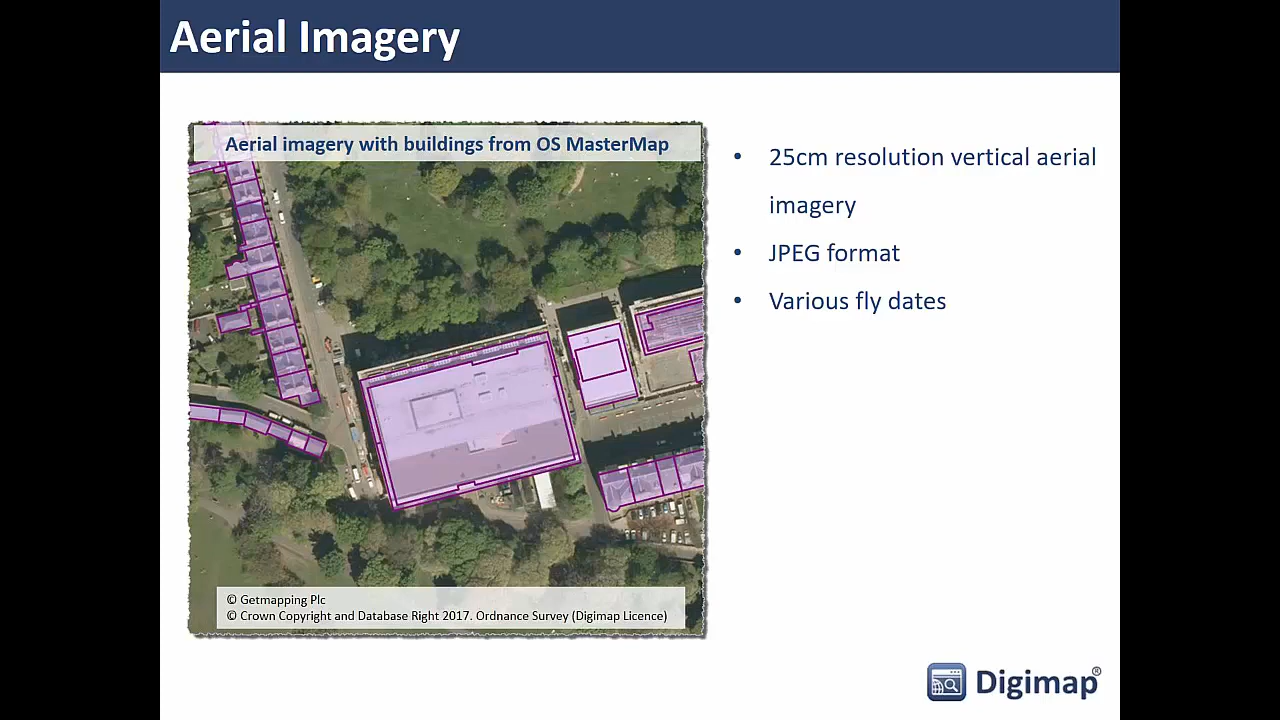 Aerial Imagery
Aerial imagery with buildings from OS MasterMap
• 25cm resolution vertical aerial
imagery
• JPEG format
• Various fly dates
© Getmapping Plc
© Crown Copyright and Database Right 2017. Ordnance Survey (Digimap Licence)
Digimap®